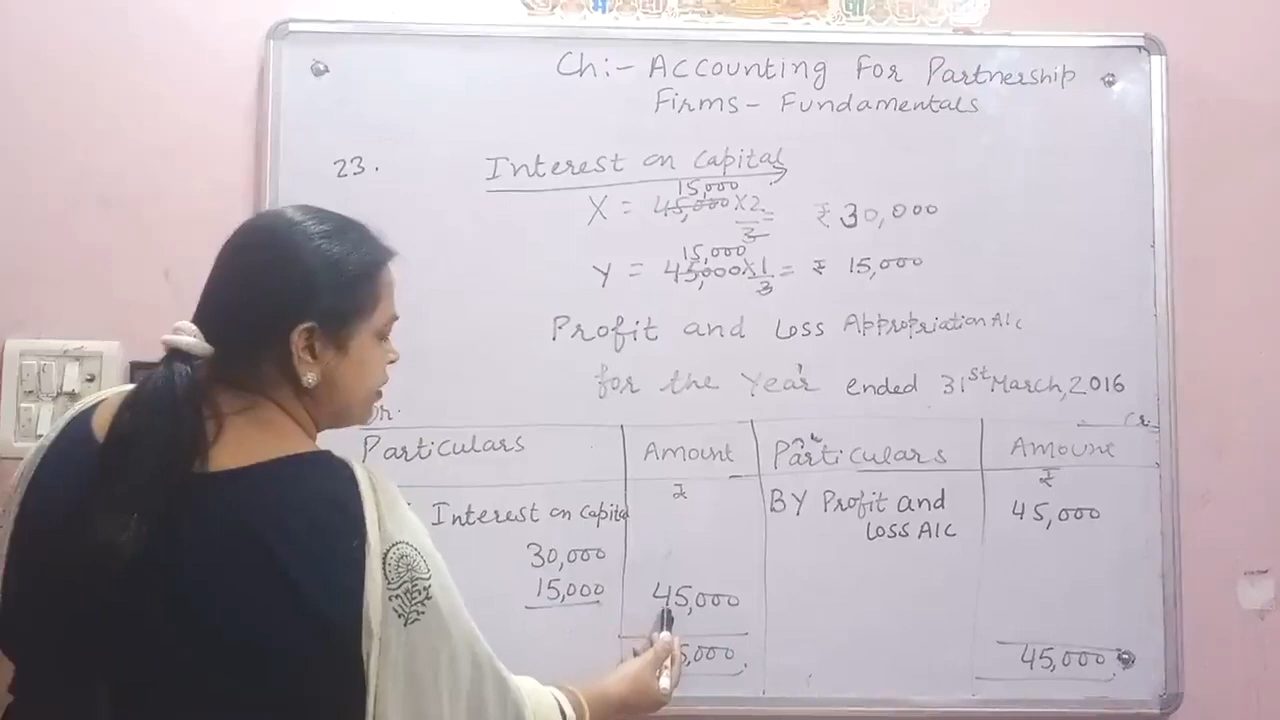 Ch:- Accounting For Partnership
Firms - Fundamentals
23. Interest on Capital
15,000
X = 45,000 X 2/3 = ₹ 30,000
15,000
Y = 45,000 X 1/3 = ₹ 15,000
Profit and Loss Appropriation A/c
for the Year ended 31st March, 2016
Dr. Cr.
Particulars Amount Particulars Amount
₹ ₹
Interest on Capital BY Profit and 45,000
Loss A/c
30,000
15,000 45,000
5,000 45,000